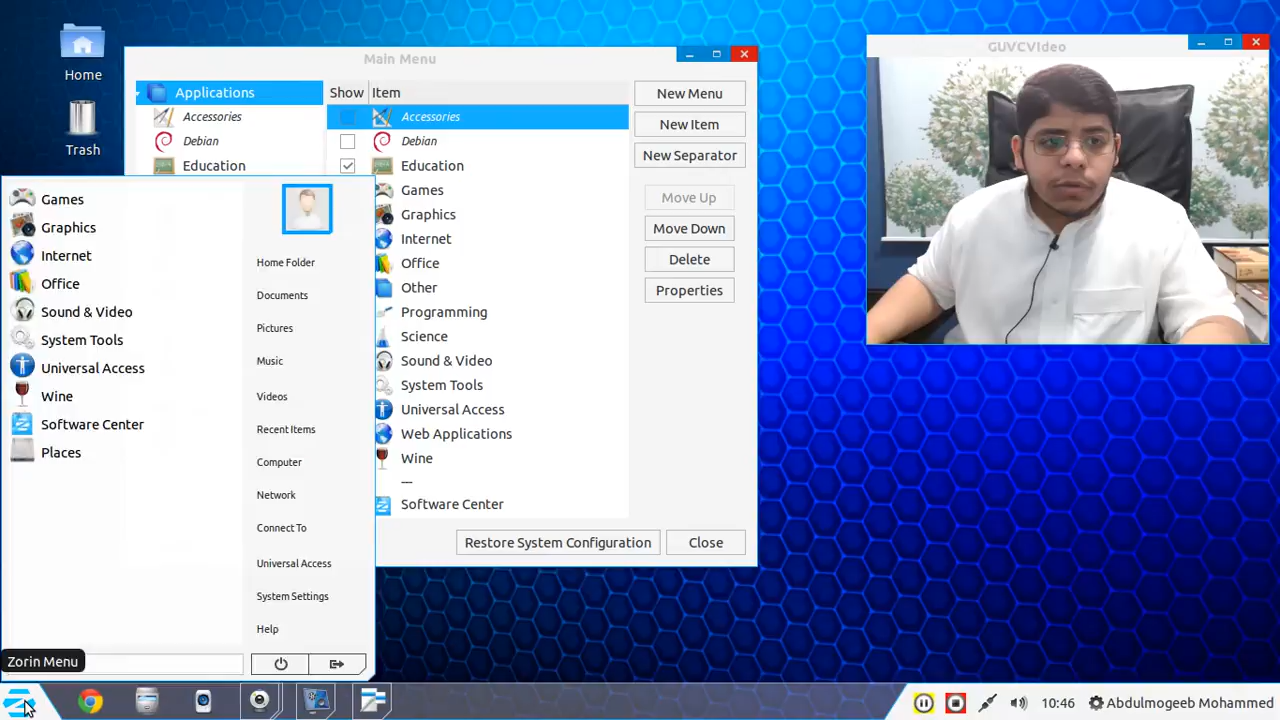 Home
Trash
Main Menu
Applications
Accessories
Debian
Education
Show
Item
Accessories
Debian
Education
Games
Graphics
Internet
Office
Other
Programming
Science
Sound & Video
System Tools
Universal Access
Web Applications
Wine
---
Software Center
New Menu
New Item
New Separator
Move Up
Move Down
Delete
Properties
Restore System Configuration
Close
GUVCVIdeo
Games
Graphics
Internet
Office
Sound & Video
System Tools
Universal Access
Wine
Software Center
Places
Home Folder
Documents
Pictures
Music
Videos
Recent Items
Computer
Network
Connect To
Universal Access
System Settings
Help
Zorin Menu
10:46
Abdulmogeeb Mohammed